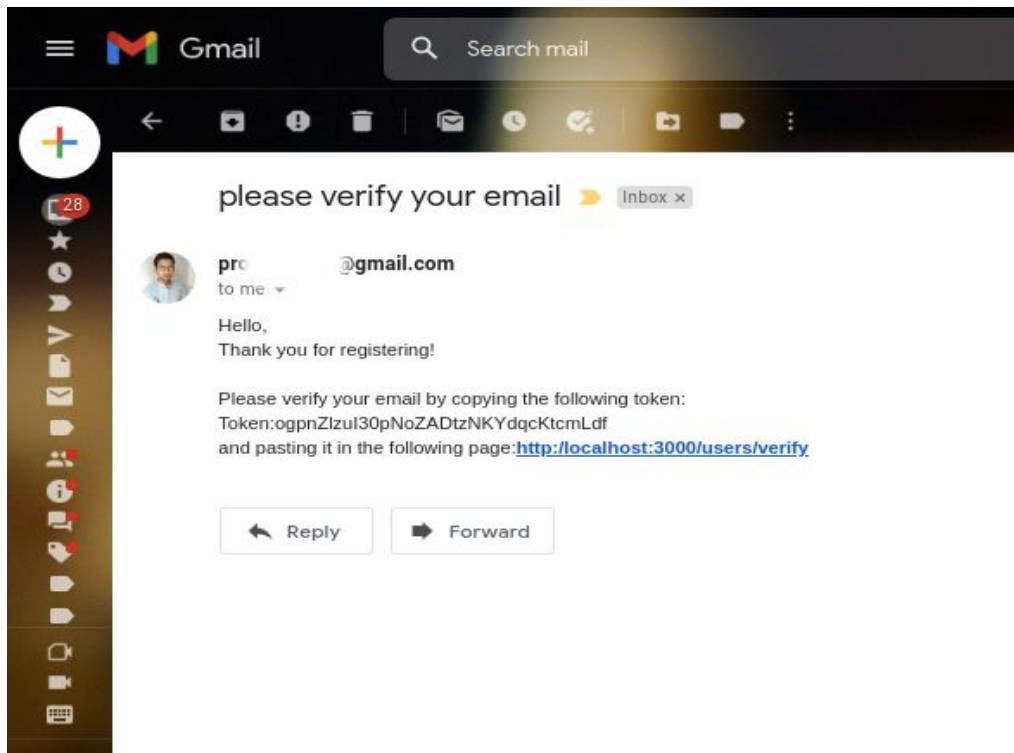 Gmail
Search mail
please verify your email
Inbox ×
28
@gmail.com
to me
Hello,
Thank you for registering!
Please verify your email by copying the following token:
Token:ogpnZlzul30pNoZADtzNKYdqcKtcmLdf
and pasting it in the following page:http:/localhost:3000/users/verify
Reply
Forward